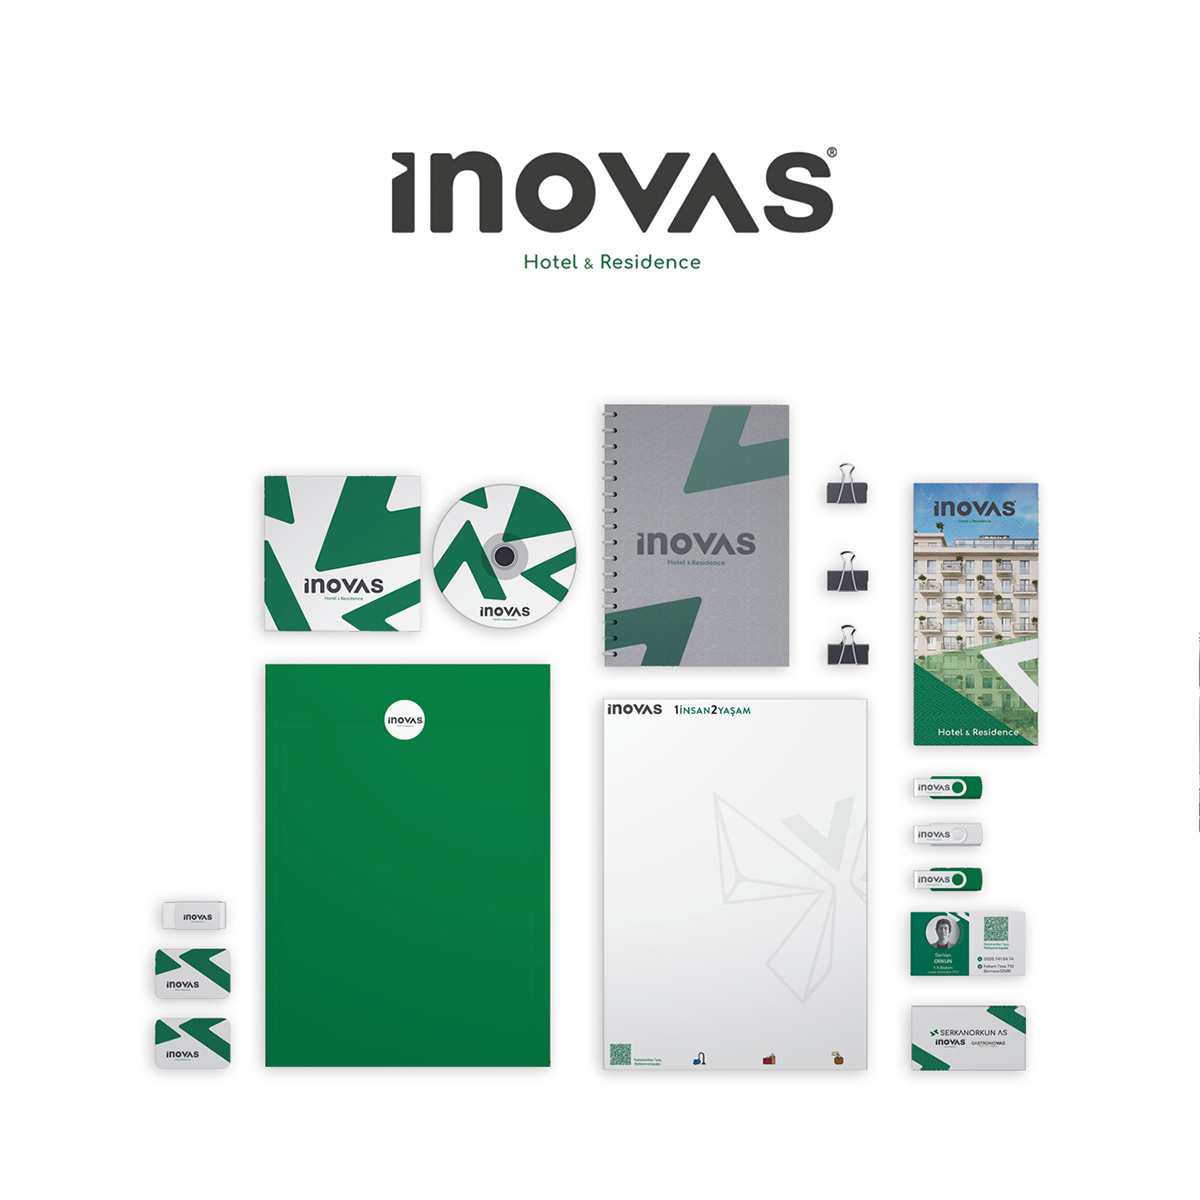 inovas®
Hotel & Residence
inovas
Hotel & Residence
inovas
Hotel & Residence
inovas
Hotel & Residence
inovas
Hotel & Residence
Hotel & Residence
inovas
inovas 1iNSAN2YAŞAM
inovas
inovas
inovas
inovas
inovas
inovas
Serkan
ORKUN
SERKANORKUN AS
inovas GASTRONOVAS